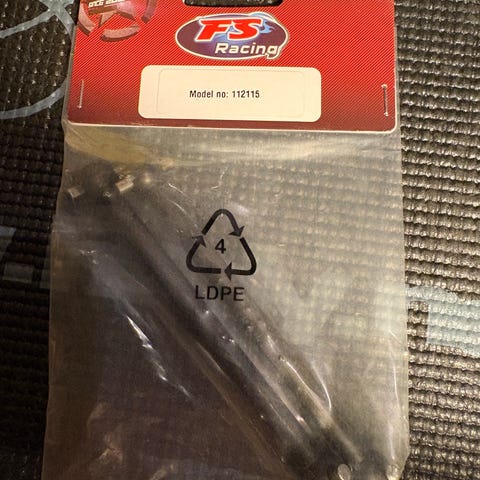 FS
Racing
Model no: 112115
4
LDPE